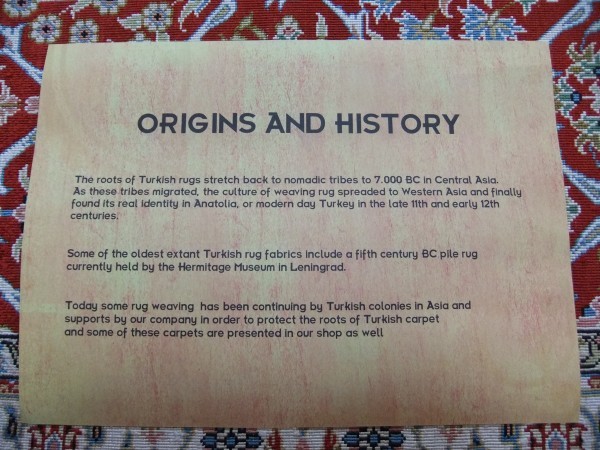 ORIGINS AND HISTORY
The roots of Turkish rugs stretch back to nomadic tribes to 7.000 BC in Central Asia.
As these tribes migrated, the culture of weaving rug spreaded to Western Asia and finally
found its real identity in Anatolia, or modern day Turkey in the late 11th and early 12th
centuries.
Some of the oldest extant Turkish rug fabrics include a fifth century BC pile rug
currently held by the Hermitage Museum in Leningrad.
Today some rug weaving has been continuing by Turkish colonies in Asia and
supports by our company in order to protect the roots of Turkish carpet
and some of these carpets are presented in our shop as well